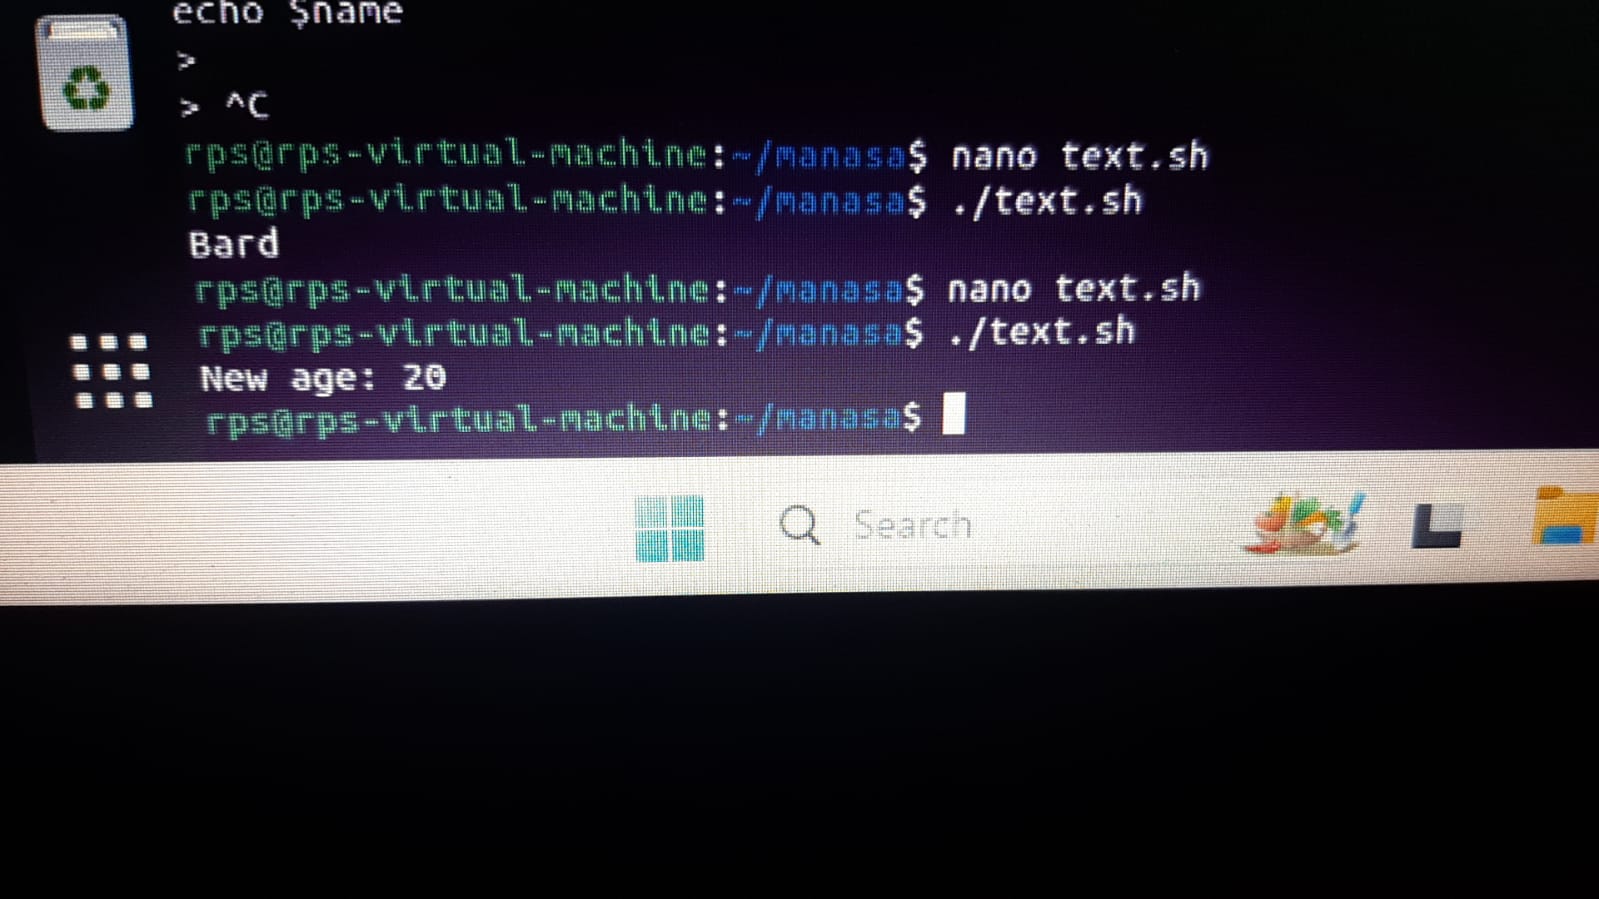 echo $name
>
> ^C
rps@rps-virtual-machine:~/manasa$ nano text.sh
rps@rps-virtual-machine:~/manasa$ ./text.sh
Bard
rps@rps-virtual-machine:~/manasa$ nano text.sh
rps@rps-virtual-machine:~/manasa$ ./text.sh
New age: 20
rps@rps-virtual-machine:~/manasa$
Search